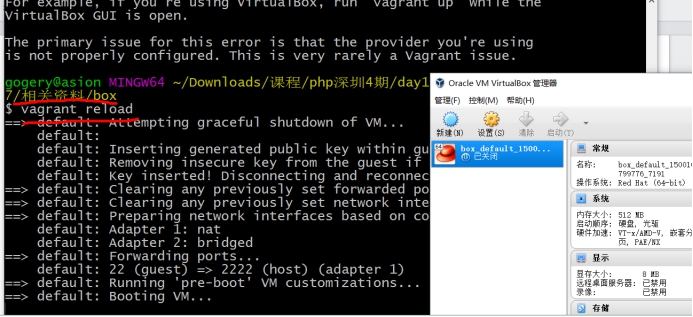 For example, if you're using VirtualBox, run `vagrant up` while the
VirtualBox GUI is open.
The primary issue for this error is that the provider you're using
is not properly configured. This is very rarely a Vagrant issue.
gogery@asion MINGW64 ~/Downloads/课程/php深圳4期/day1
7/相关资料/box
$ vagrant reload
==> default: Attempting graceful shutdown of VM...
default:
default: Inserting generated public key within gu
default: Removing insecure key from the guest if
default: Key inserted! Disconnecting and reconnec
==> default: Clearing any previously set forwarded po
==> default: Clearing any previously set network inte
==> default: Preparing network interfaces based on co
default: Adapter 1: nat
default: Adapter 2: bridged
==> default: Forwarding ports...
default: 22 (guest) => 2222 (host) (adapter 1)
==> default: Running 'pre-boot' VM customizations...
==> default: Booting VM...
Oracle VM VirtualBox 管理器
管理(F) 控制(M) 帮助(H)
新建(N) 设置(S) 清除 启动(T)
box_default_1500...
已关闭
常规
名称: box_default_15001
799776_7191
操作系统: Red Hat (64-bit)
系统
内存大小: 512 MB
启动顺序: 硬盘, 光驱
硬件加速: VT-x/AMD-V, 嵌套分
页, PAE/NX
显示
显存大小: 8 MB
远程桌面服务器: 已禁用
录像: 已禁用
存储